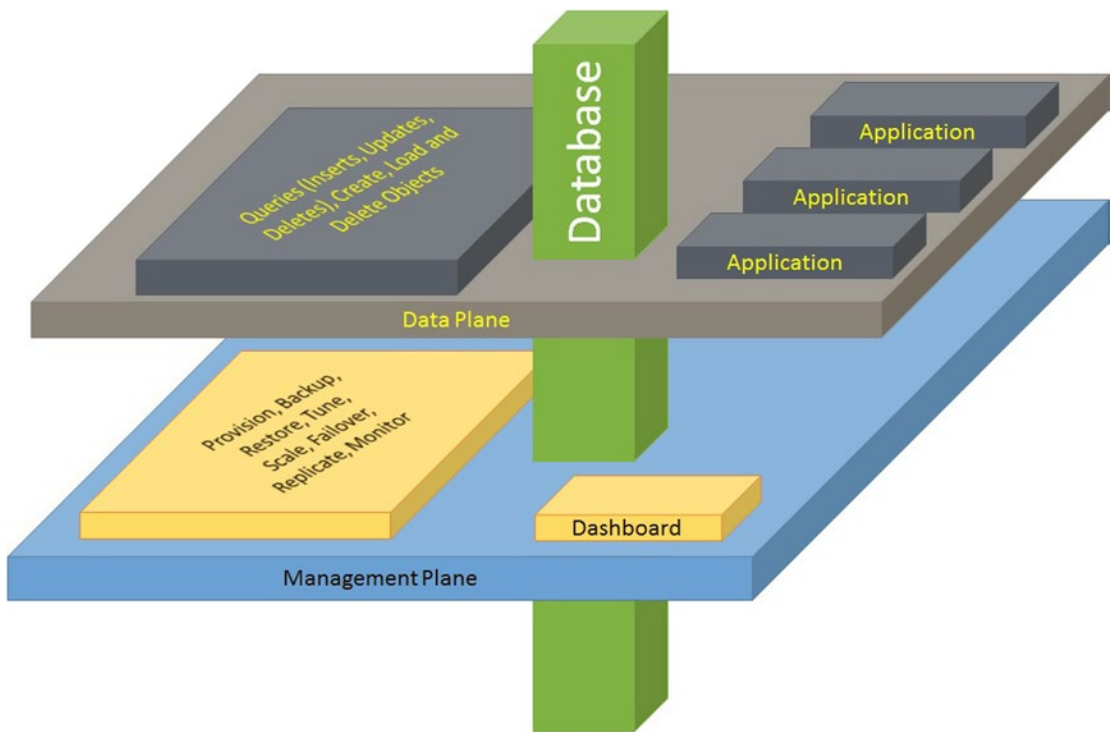 Database
Queries (Inserts, Updates,
Deletes), Create, Load and
Delete Objects
Application
Application
Application
Data Plane
Provision, Backup,
Restore, Tune,
Scale, Failover,
Replicate, Monitor
Dashboard
Management Plane